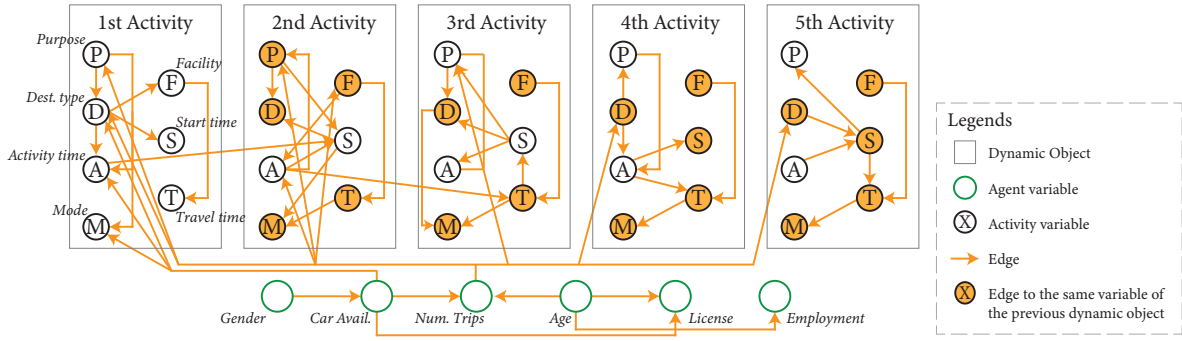 1st Activity
2nd Activity
3rd Activity
4th Activity
5th Activity
Purpose
P
Facility
F
Dest. type
D
Start time
S
Activity time
A
Travel time
T
Mode
M
P
F
D
S
A
T
M
P
F
D
S
A
T
M
P
F
D
S
A
T
M
P
F
D
S
A
T
M
Gender
Car Avail.
Num. Trips
Age
License
Employment
Legends
Dynamic Object
Agent variable
X
Activity variable
Edge
X
Edge to the same variable of
the previous dynamic object